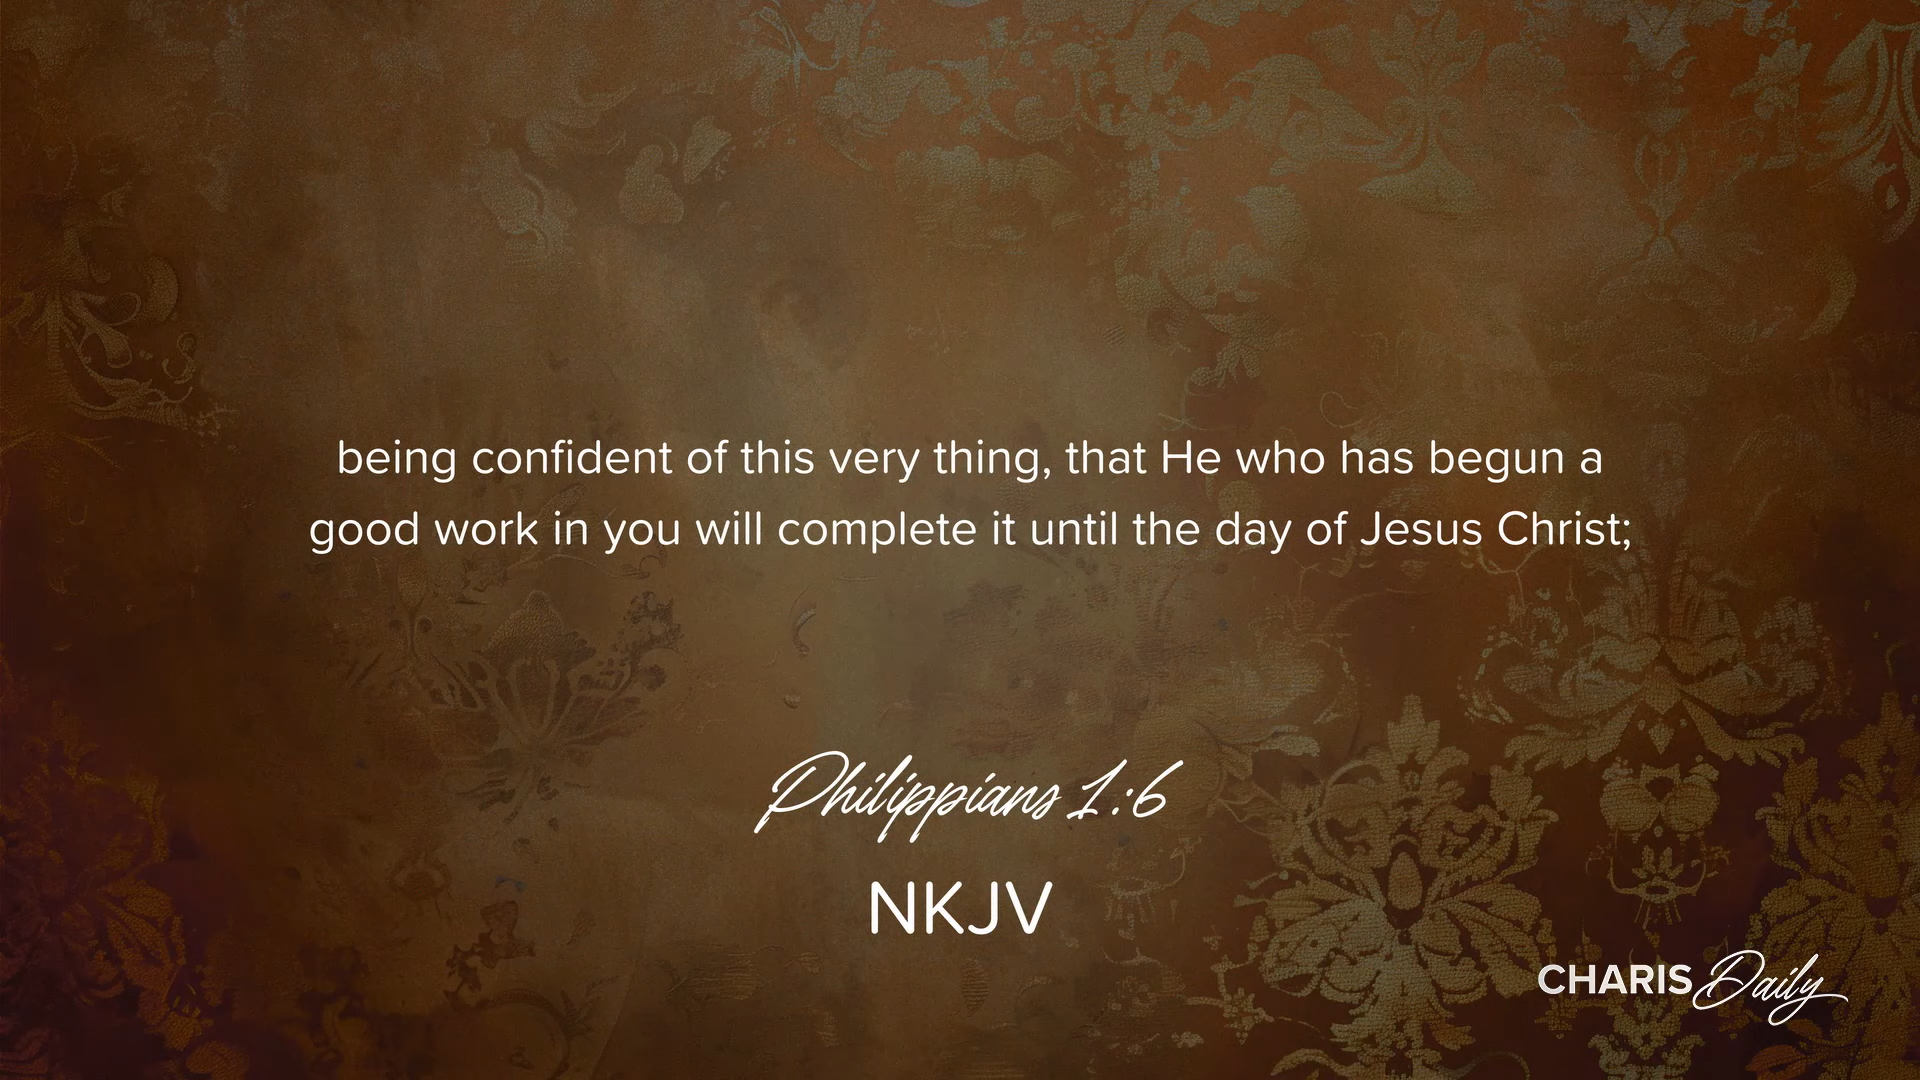 being confident of this very thing, that He who has begun a
good work in you will complete it until the day of Jesus Christ;
Philippians 1:6
NKJV
CHARIS Daily